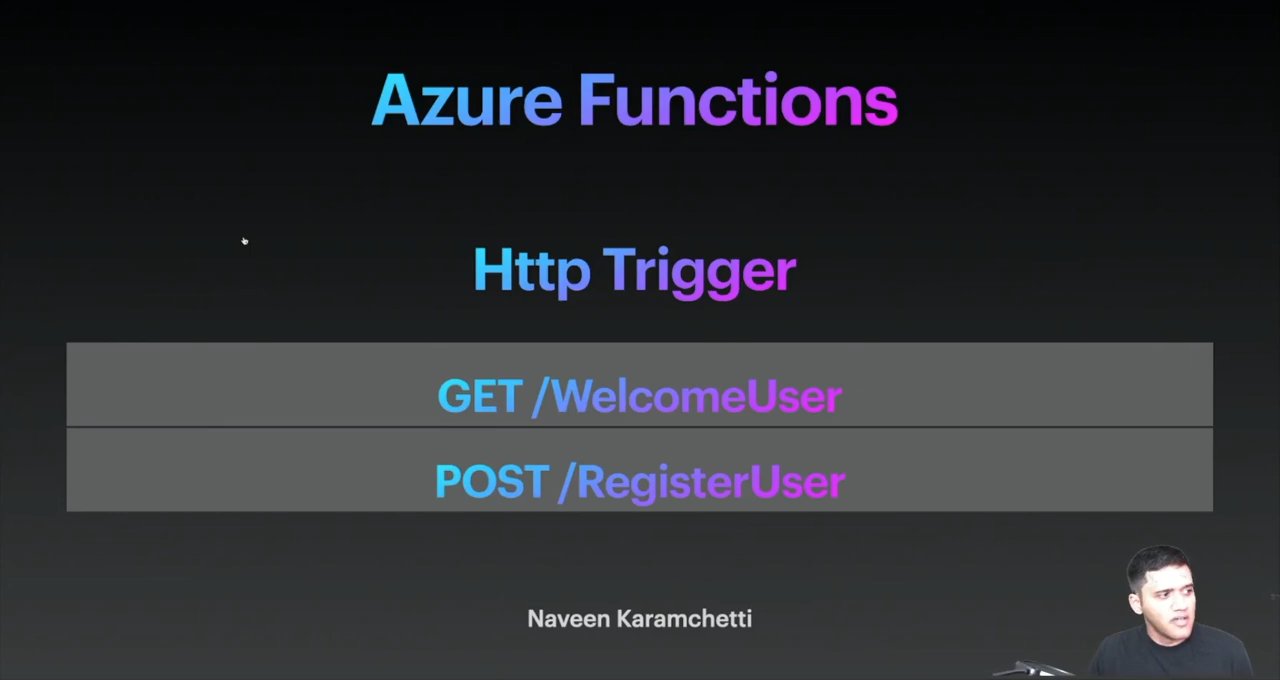 Azure Functions
Http Trigger
GET /WelcomeUser
POST /RegisterUser
Naveen Karamchetti